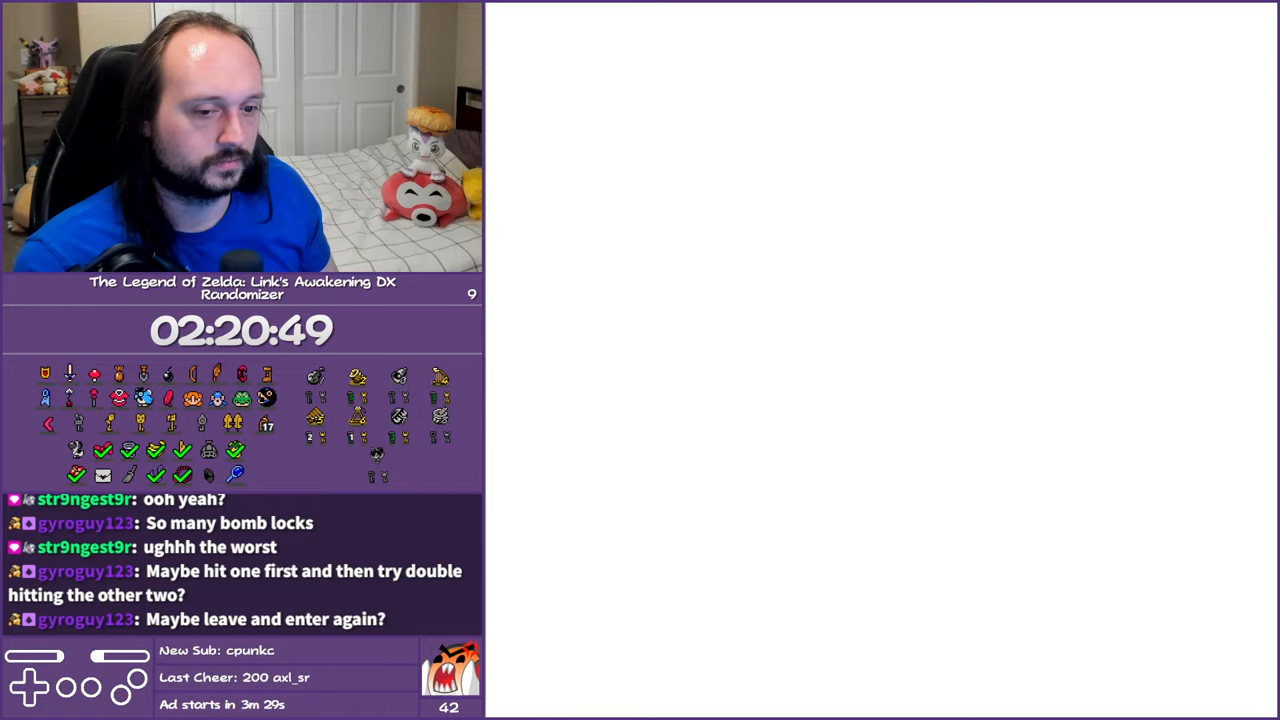 The Legend of Zelda: Link's Awakening DX
Randomizer
9
02:20:49
17
2
1
str9ngest9r: ooh yeah?
gyroguy123: So many bomb locks
str9ngest9r: ughhh the worst
gyroguy123: Maybe hit one first and then try double
hitting the other two?
gyroguy123: Maybe leave and enter again?
New Sub: cpunkc
Last Cheer: 200 axl_sr
Ad starts in 3m 29s
42